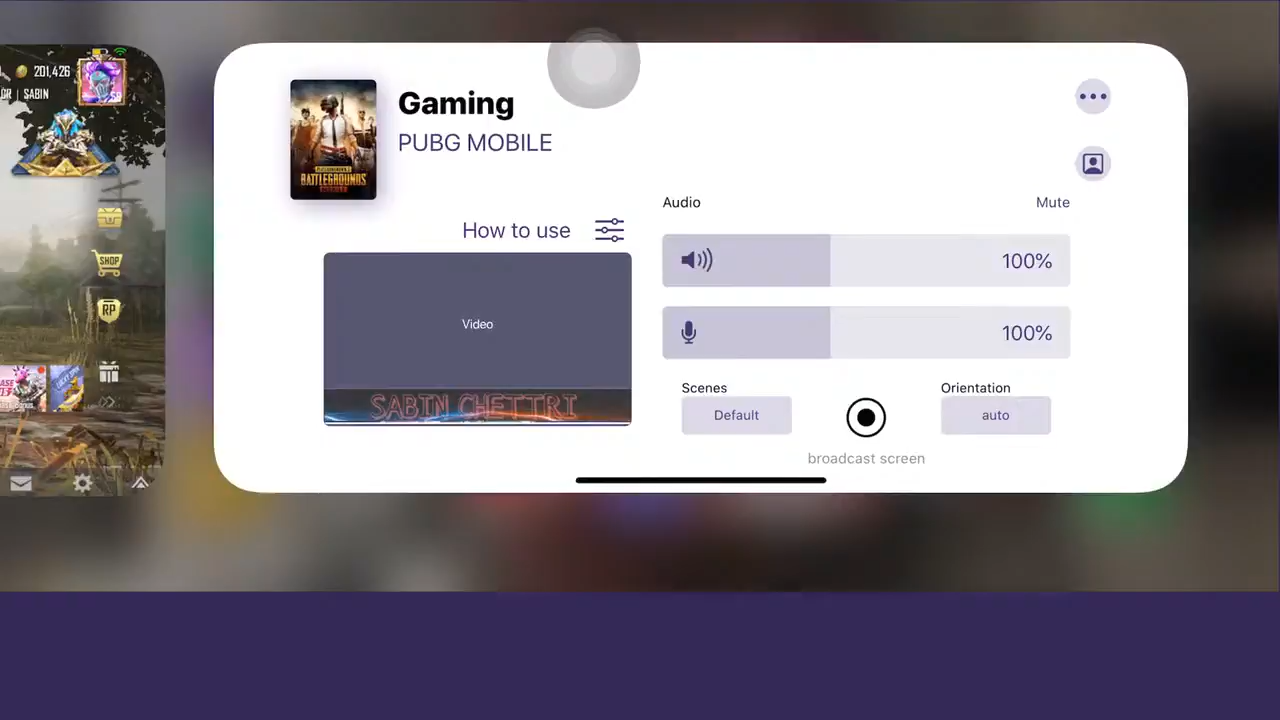 201,426
SABIN
SHOP
RP
Gaming
PUBG MOBILE
BATTLEGROUNDS
How to use
Video
SABIN CHETTRI
Audio
Mute
100%
100%
Scenes
Default
Orientation
auto
broadcast screen